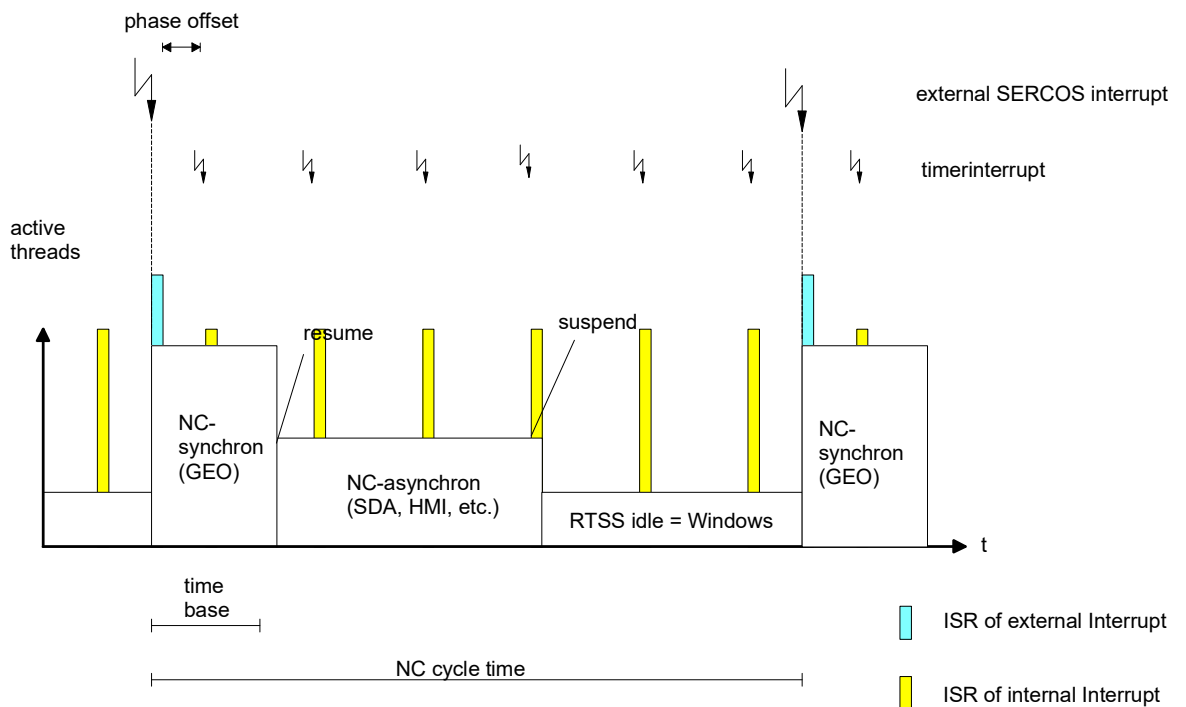 phase offset
external SERCOS interrupt
timerinterrupt
active
threads
resume
suspend
NC-
synchron
(GEO)
NC-asynchron
(SDA, HMI, etc.)
RTSS idle = Windows
NC-
synchron
(GEO)
t
time
base
NC cycle time
ISR of external Interrupt
ISR of internal Interrupt